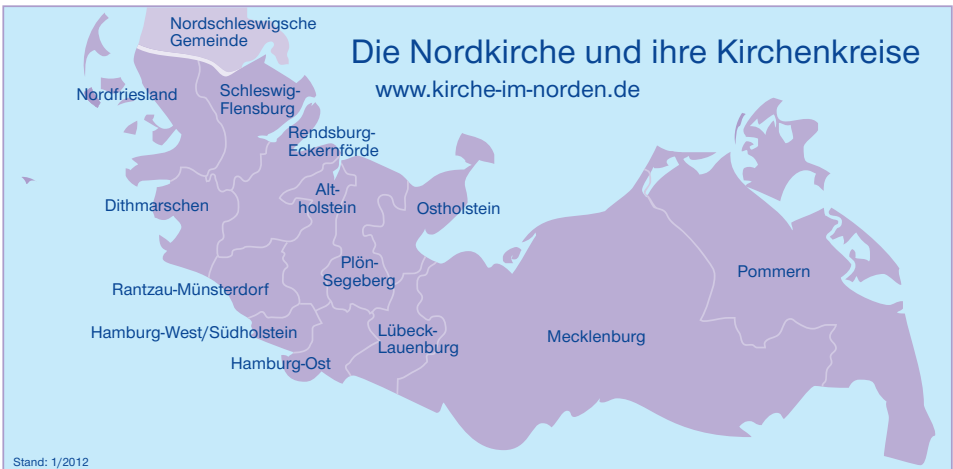 Nordschleswigsche
Gemeinde
Die Nordkirche und ihre Kirchenkreise
www.kirche-im-norden.de
Nordfriesland
Schleswig-
Flensburg
Rendsburg-
Eckernförde
Dithmarschen
Alt-
holstein
Ostholstein
Plön-
Segeberg
Pommern
Rantzau-Münsterdorf
Hamburg-West/Südholstein
Lübeck-
Lauenburg
Mecklenburg
Hamburg-Ost
Stand: 1/2012